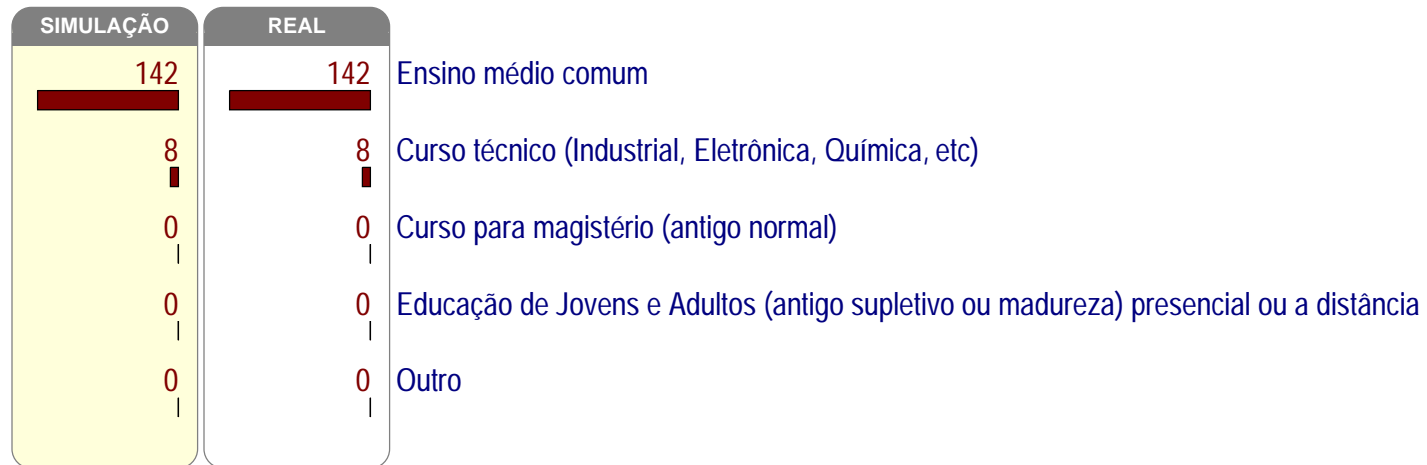 SIMULAÇÃO REAL
142 142 Ensino médio comum
8 8 Curso técnico (Industrial, Eletrônica, Química, etc)
0 0 Curso para magistério (antigo normal)
0 0 Educação de Jovens e Adultos (antigo supletivo ou madureza) presencial ou a distância
0 0 Outro